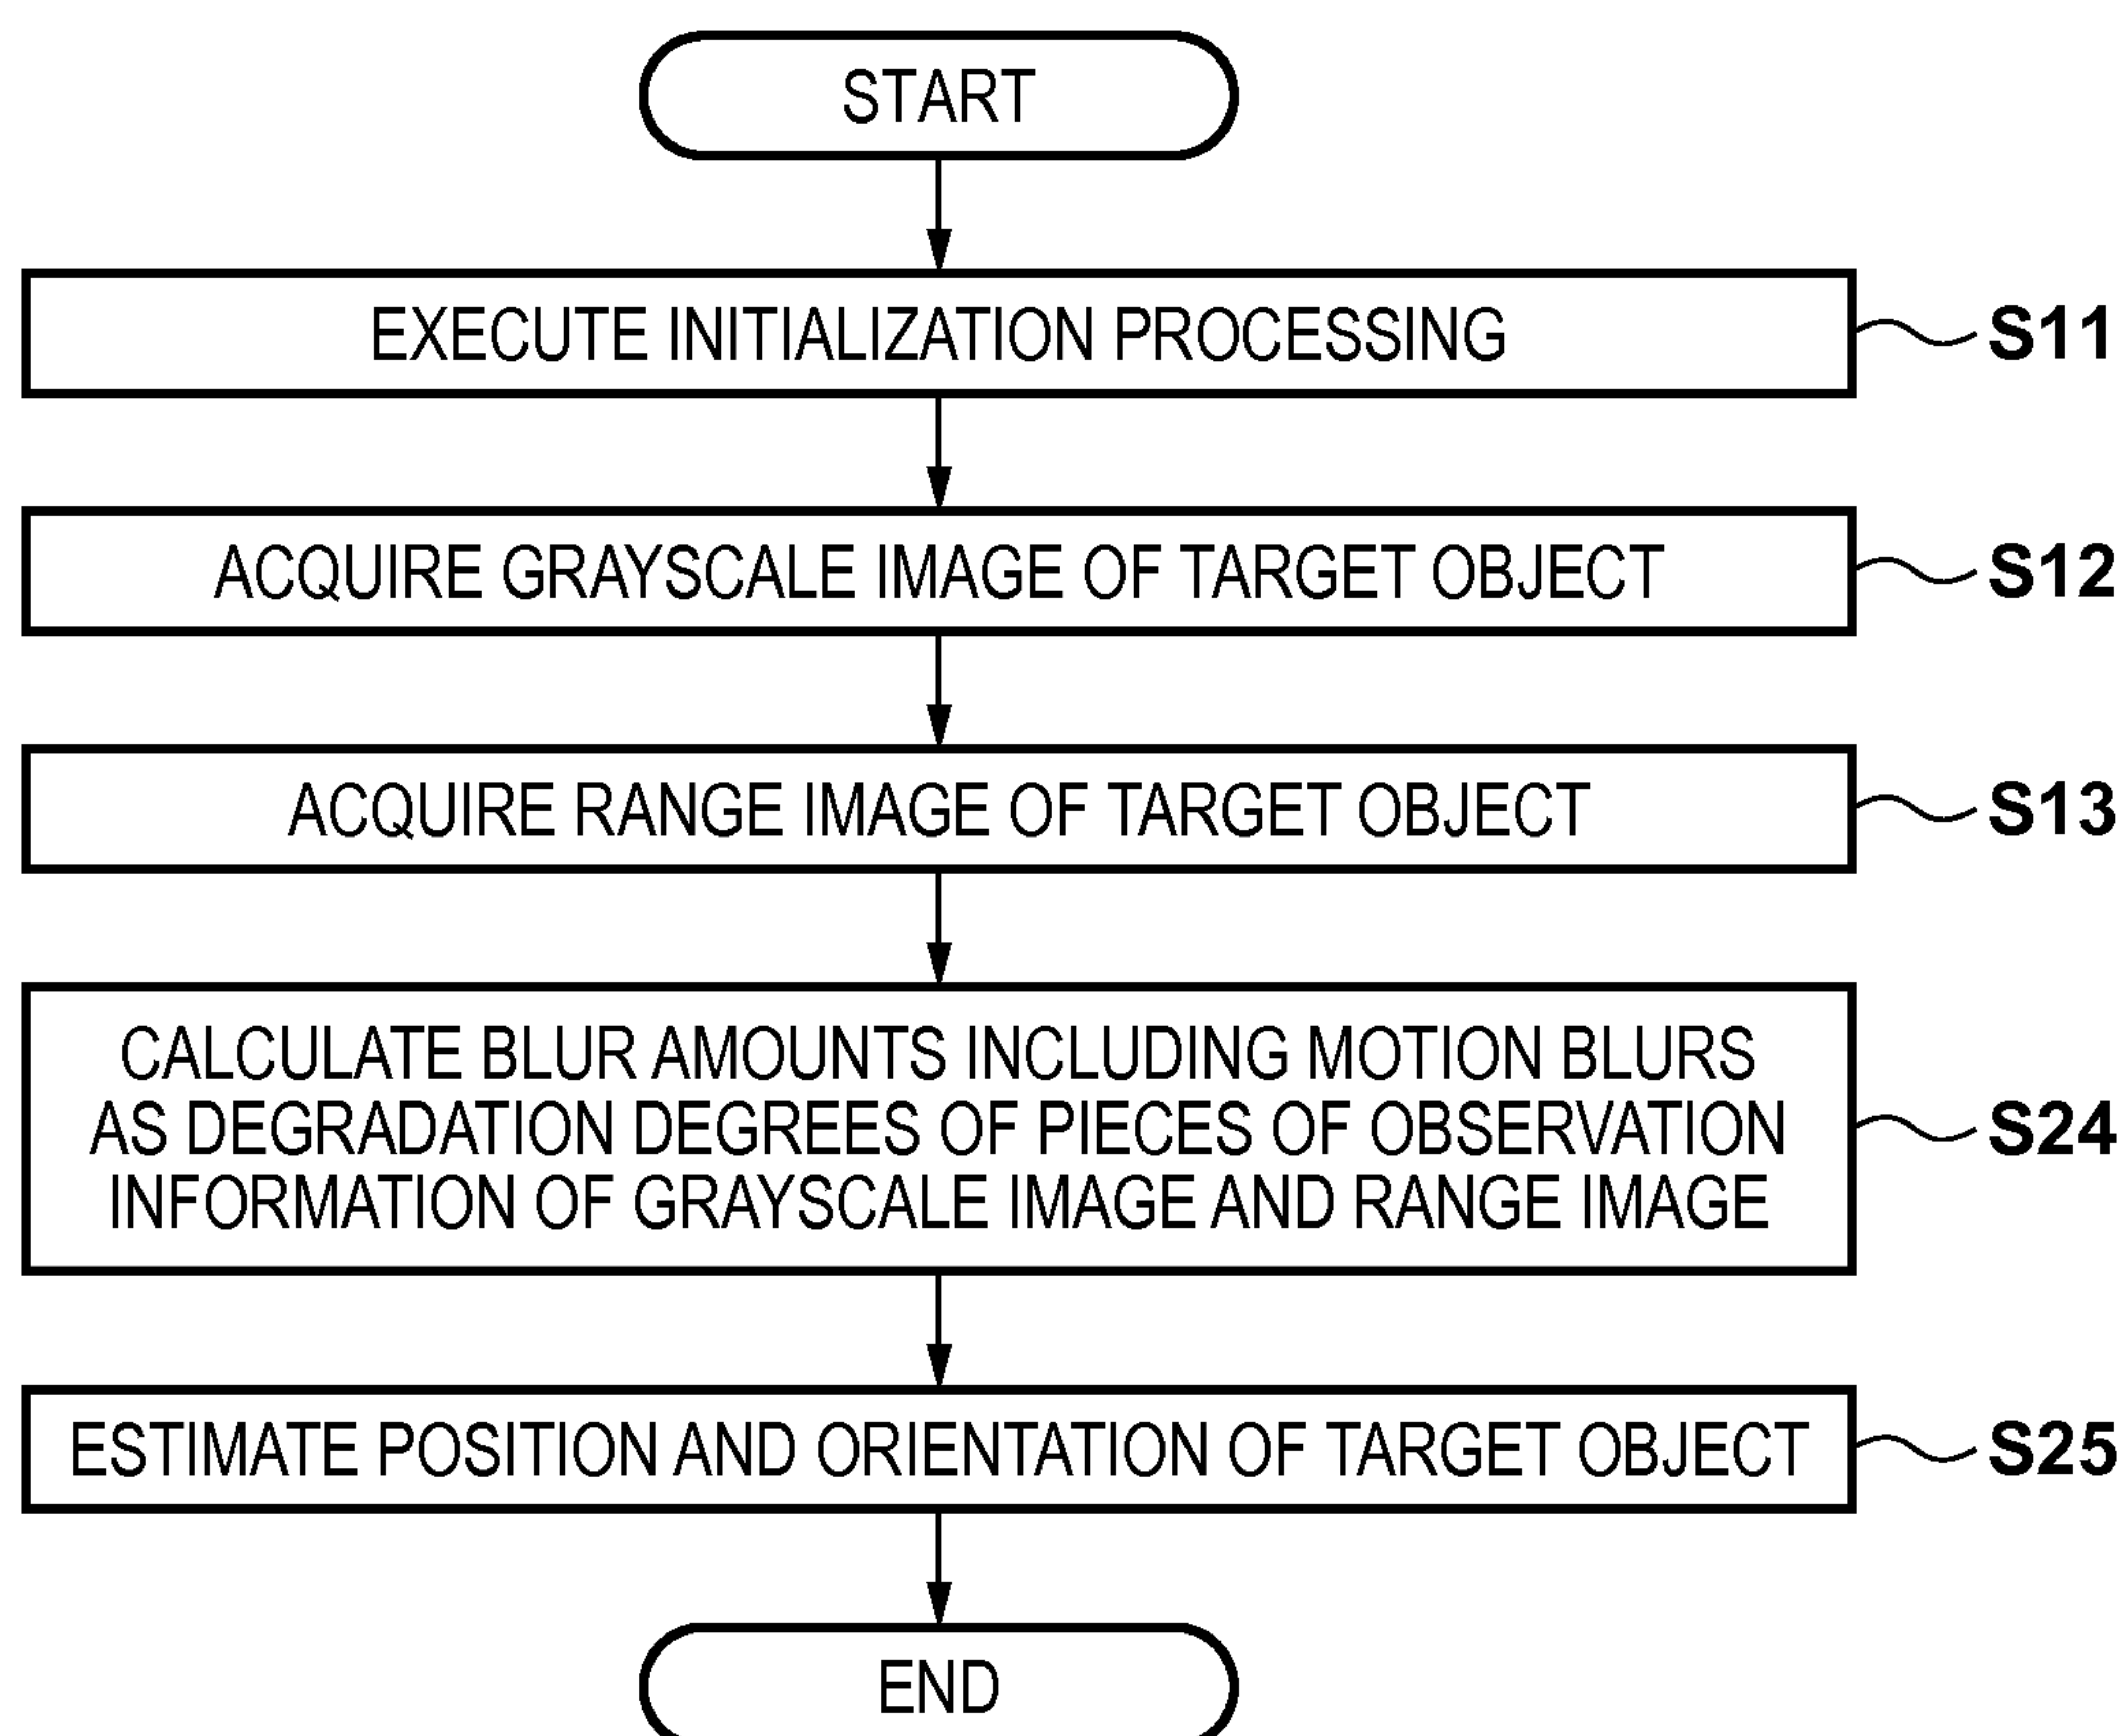 START
EXECUTE INITIALIZATION PROCESSING
S11
ACQUIRE GRAYSCALE IMAGE OF TARGET OBJECT
S12
ACQUIRE RANGE IMAGE OF TARGET OBJECT
S13
CALCULATE BLUR AMOUNTS INCLUDING MOTION BLURS
AS DEGRADATION DEGREES OF PIECES OF OBSERVATION
INFORMATION OF GRAYSCALE IMAGE AND RANGE IMAGE
S24
ESTIMATE POSITION AND ORIENTATION OF TARGET OBJECT
S25
END